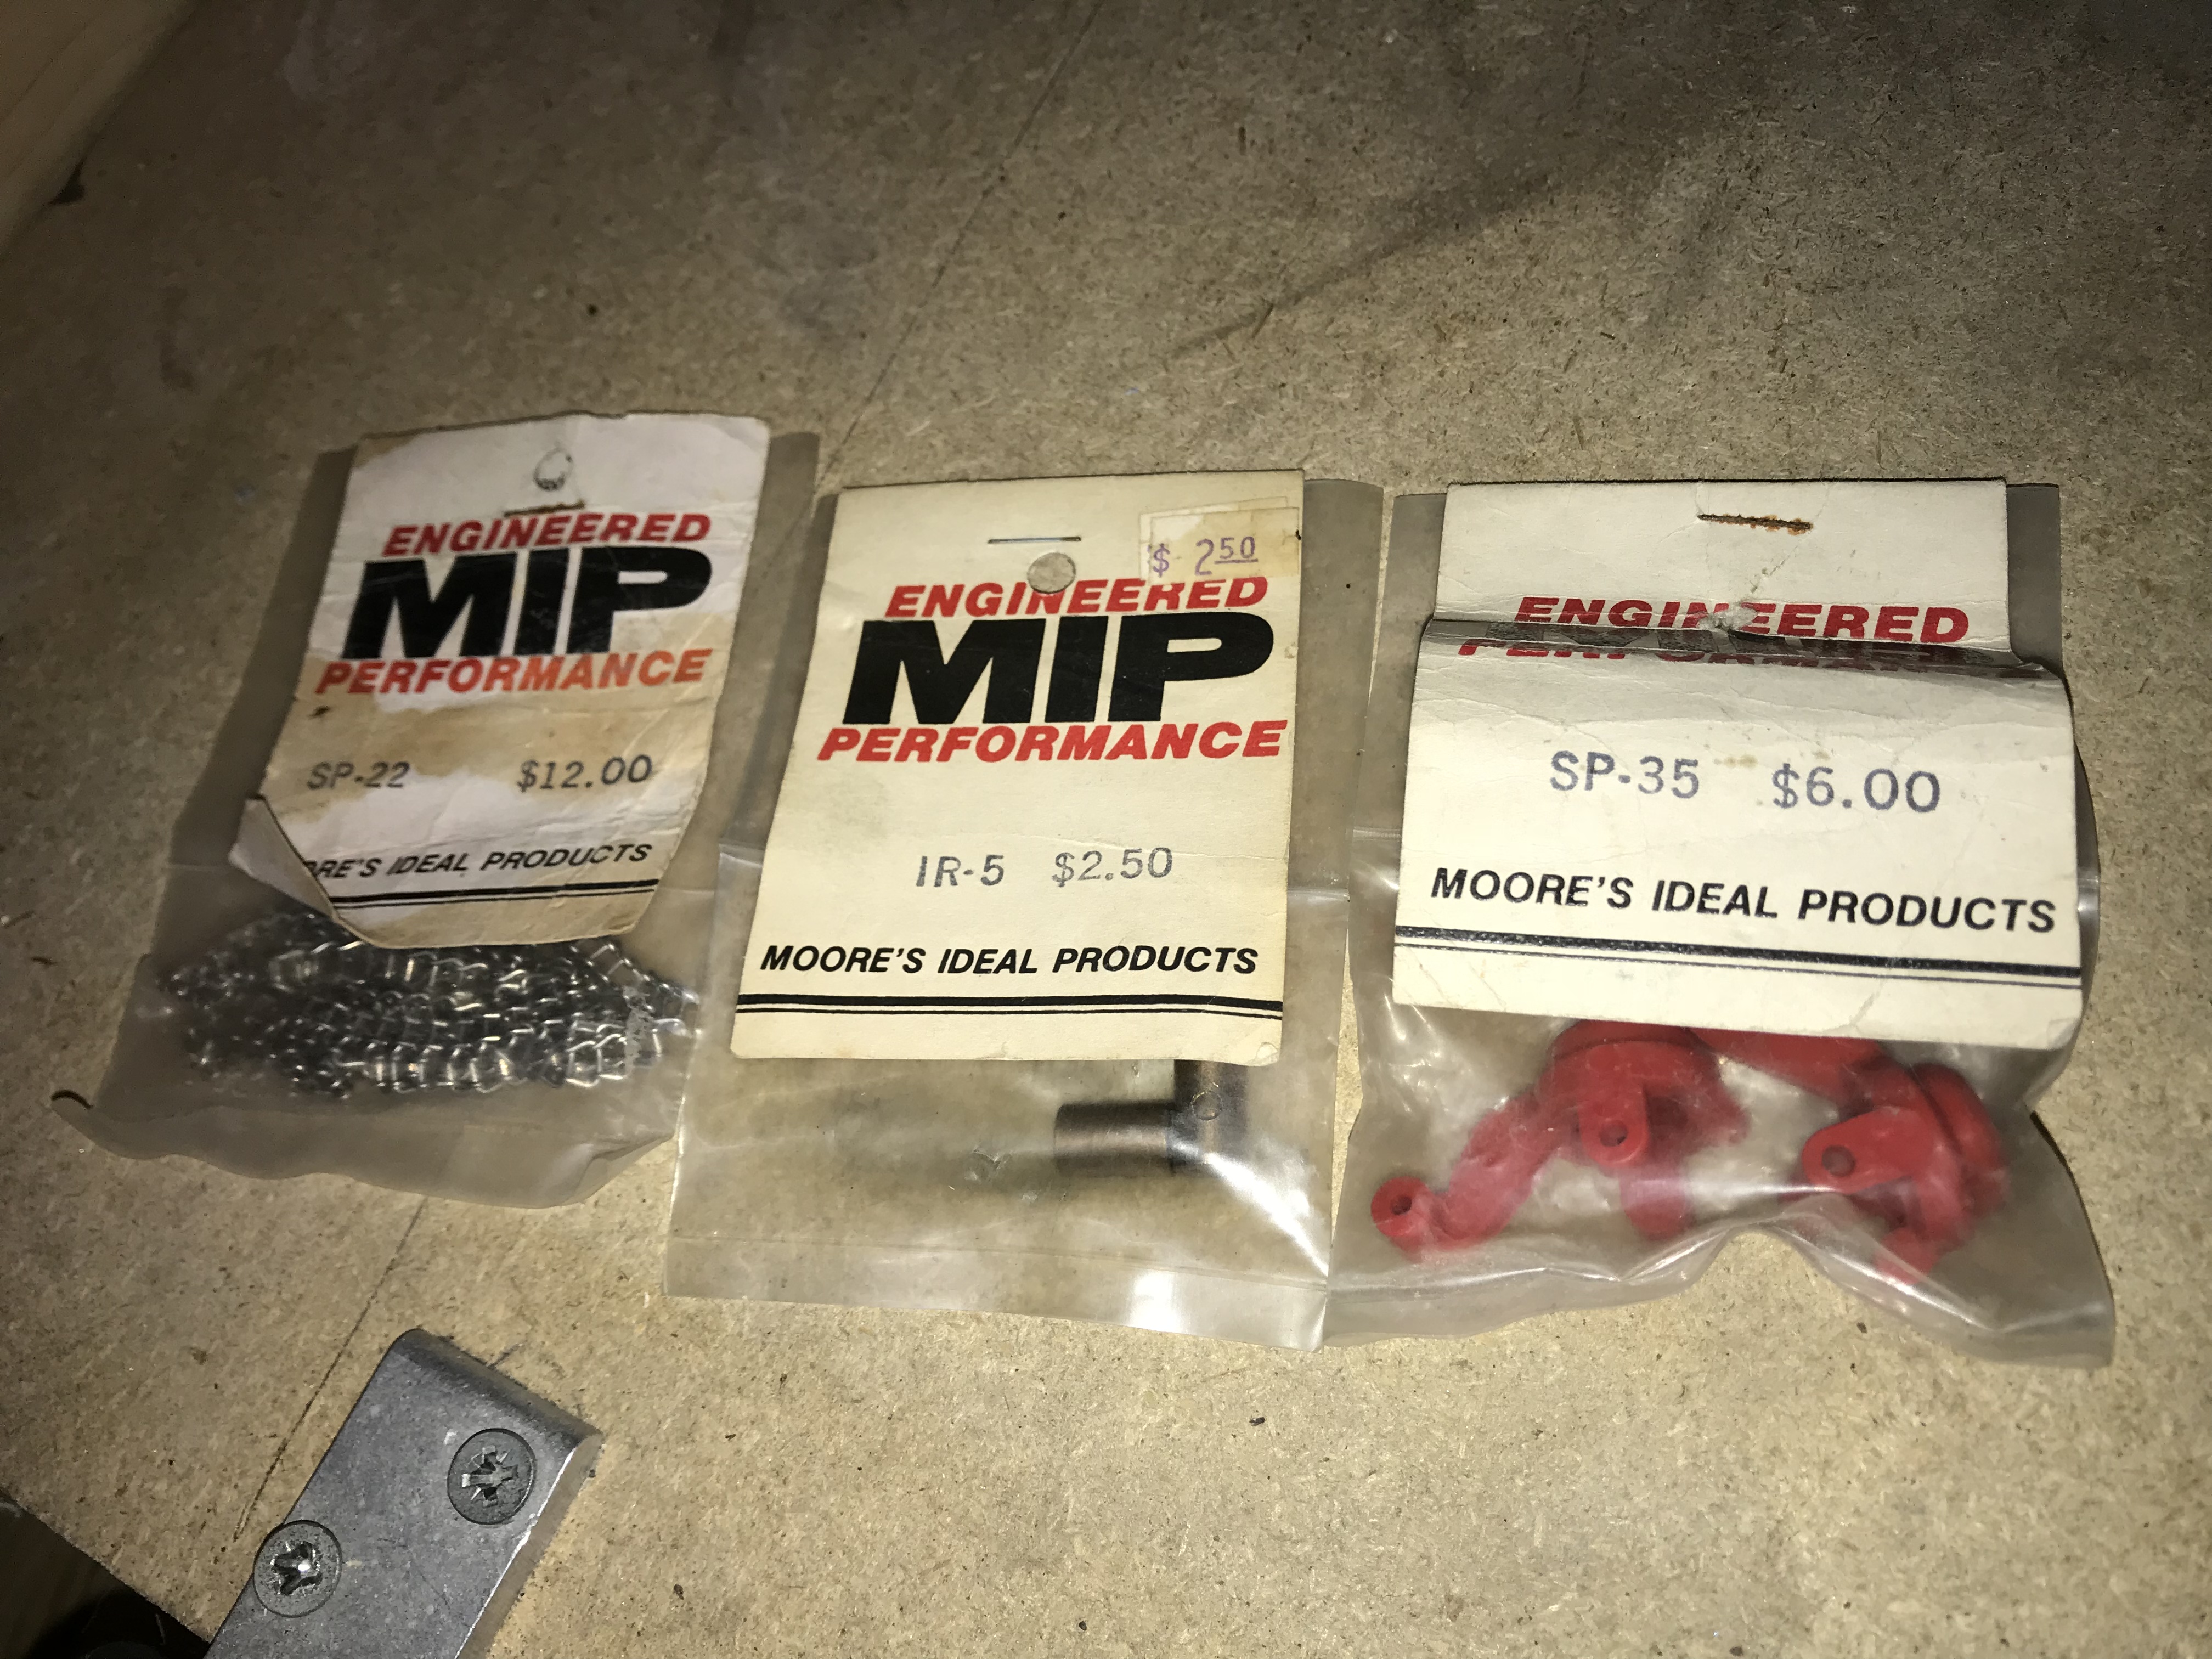 ENGINEERED
MIP
PERFORMANCE
SP-22 $12.00
IDEAL PRODUCTS
$ 2.50
ENGINEERED
MIP
PERFORMANCE
IR-5 $2.50
MOORE'S IDEAL PRODUCTS
ENGINEERED
PERFORMANCE
SP-35 $6.00
MOORE'S IDEAL PRODUCTS